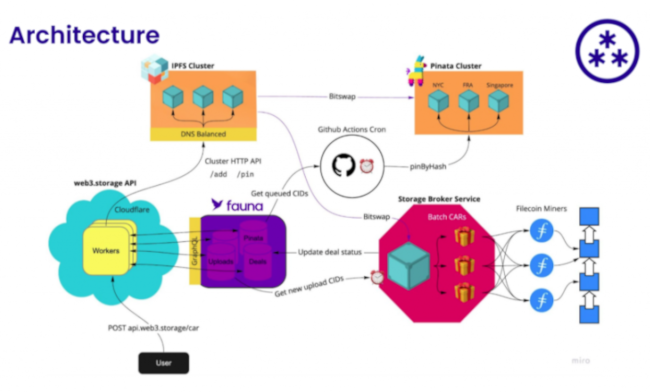 Architecture
IPFS Cluster
DNS Balanced
Pinata Cluster
NYC
FRA
Singapore
Bitswap
Github Actions Cron
pinByHash
Cluster HTTP API
/add /pin
web3.storage API
Cloudflare
Workers
Get queued CIDs
fauna
GraphQL
Uploads
Pinata
Deals
Bitswap
Storage Broker Service
Batch CARs
Filecoin Miners
Update deal status
Get new upload CIDs
POST api.web3.storage/car
User
miro